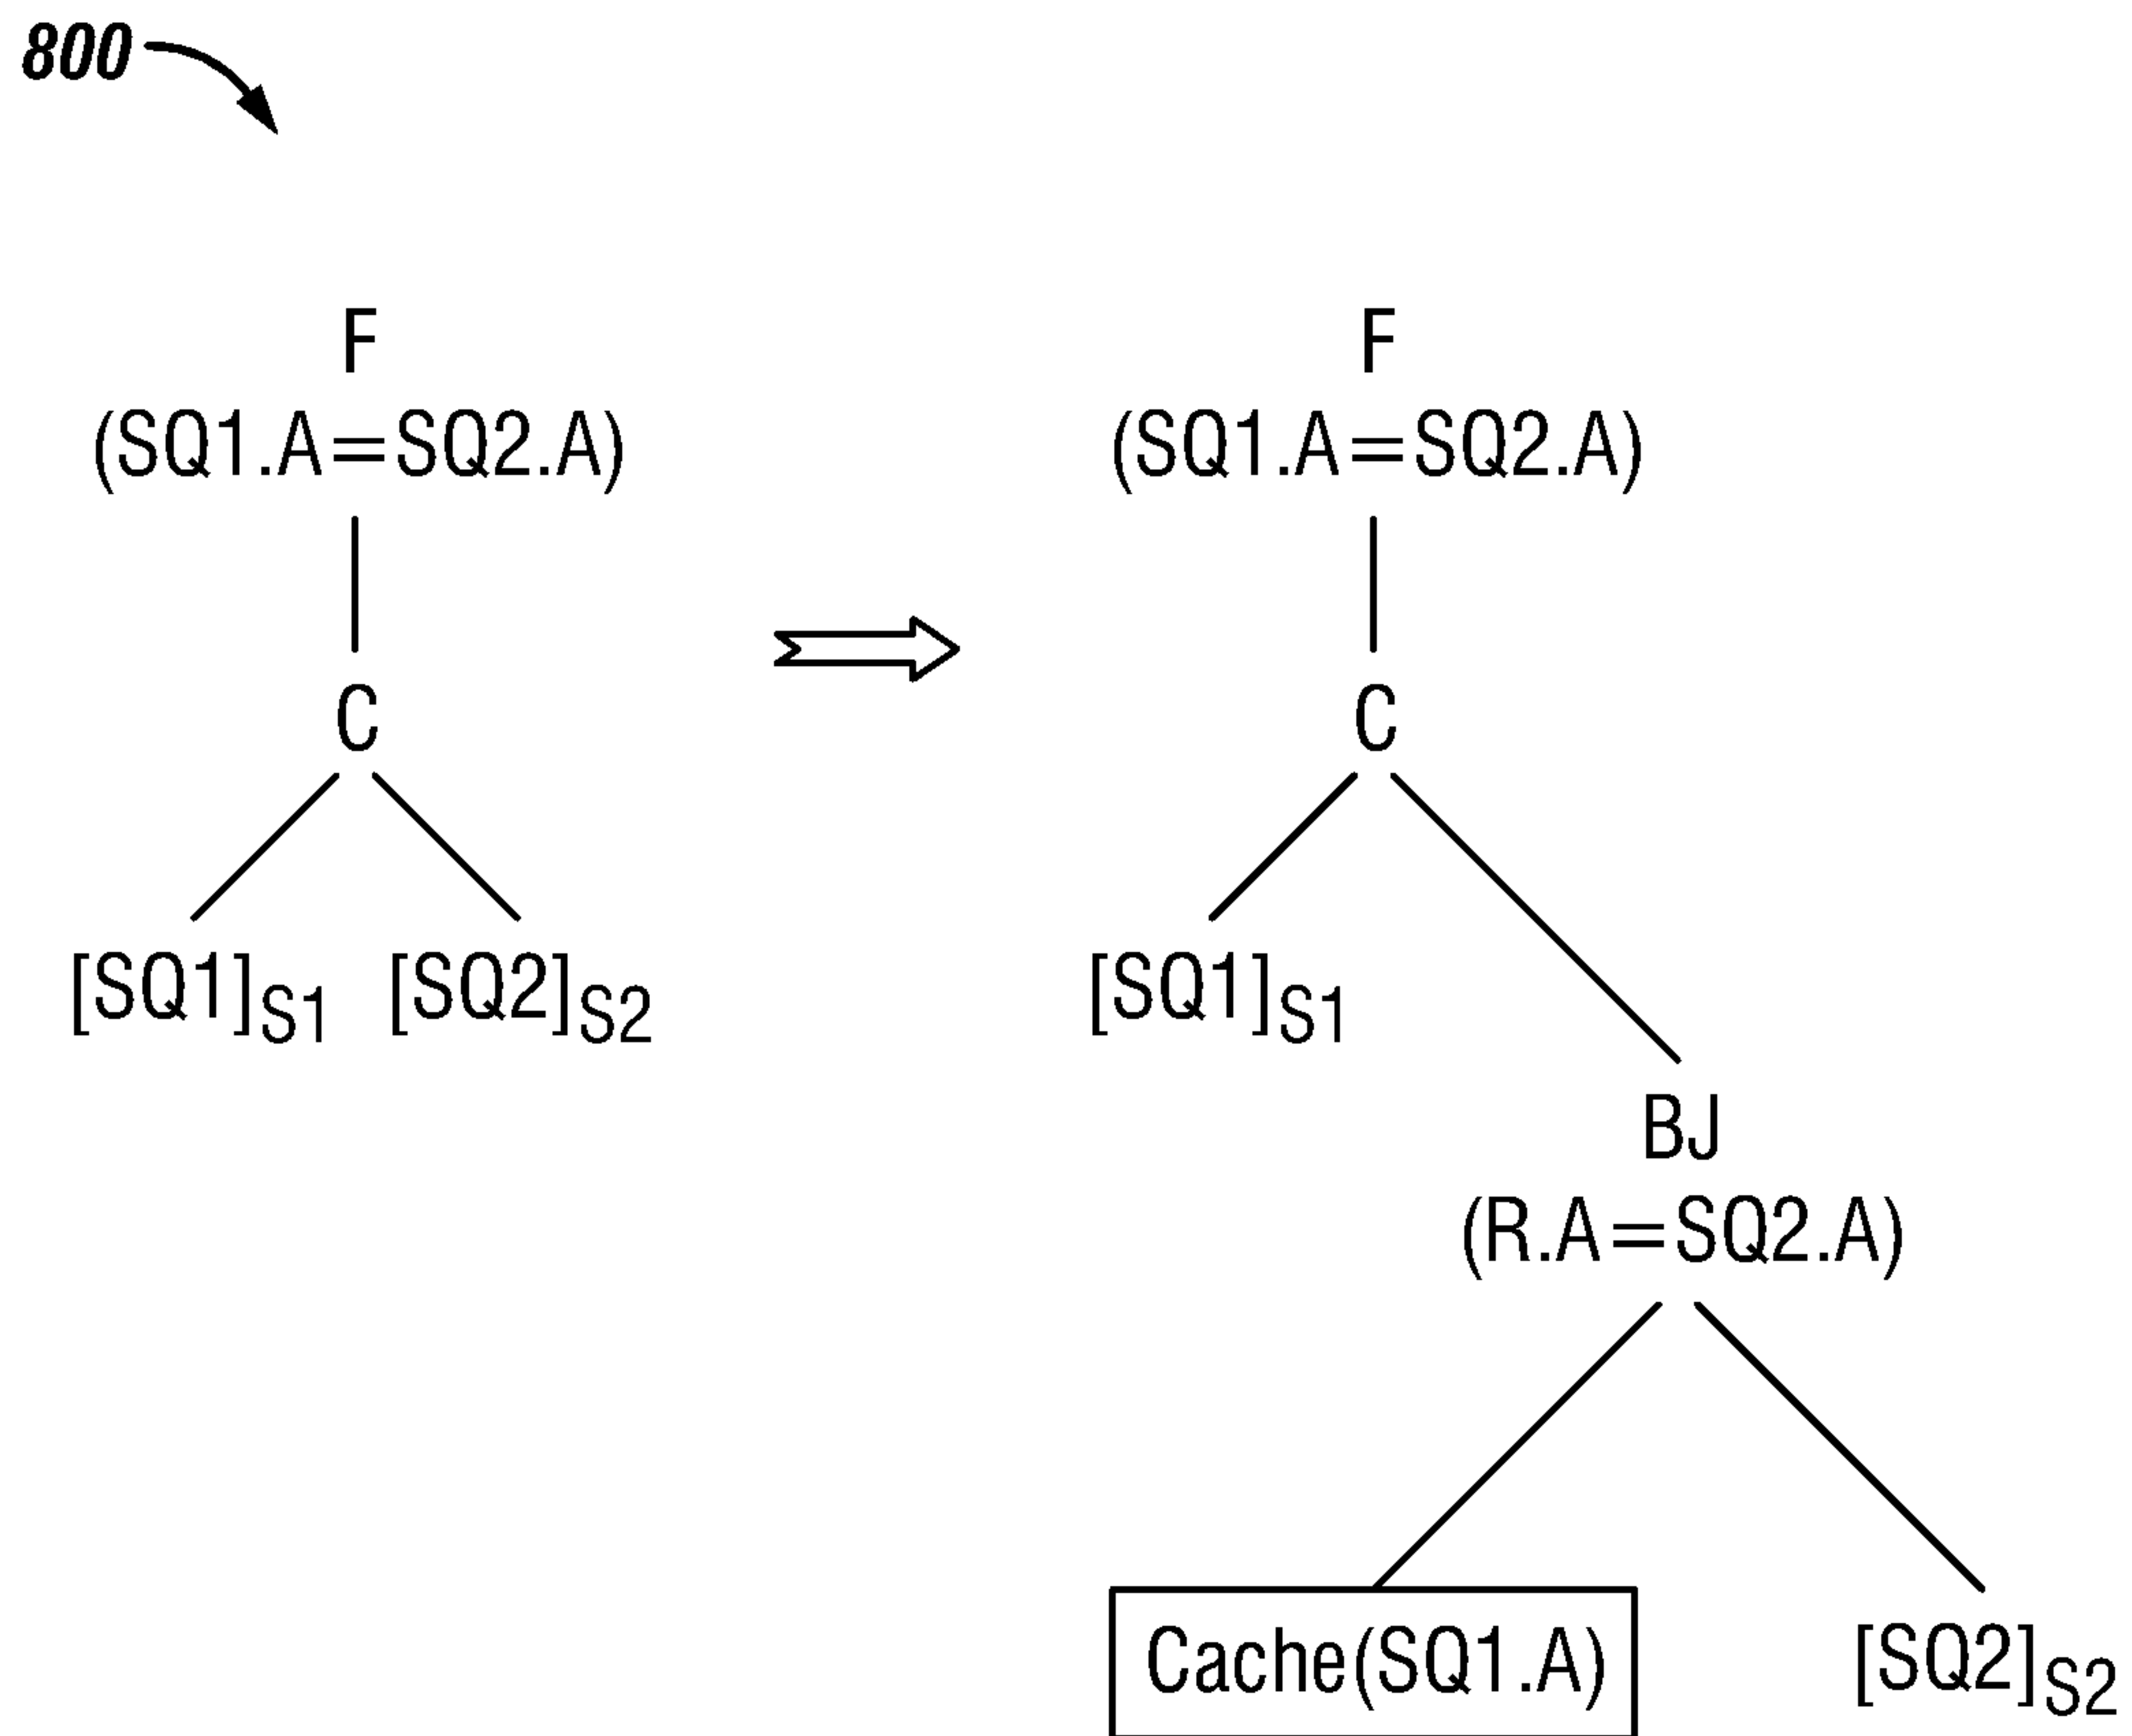 800
F
(SQ1.A=SQ2.A)
C
[SQ1]S1 [SQ2]S2
F
(SQ1.A=SQ2.A)
C
[SQ1]S1
BJ
(R.A=SQ2.A)
Cache(SQ1.A)
[SQ2]S2